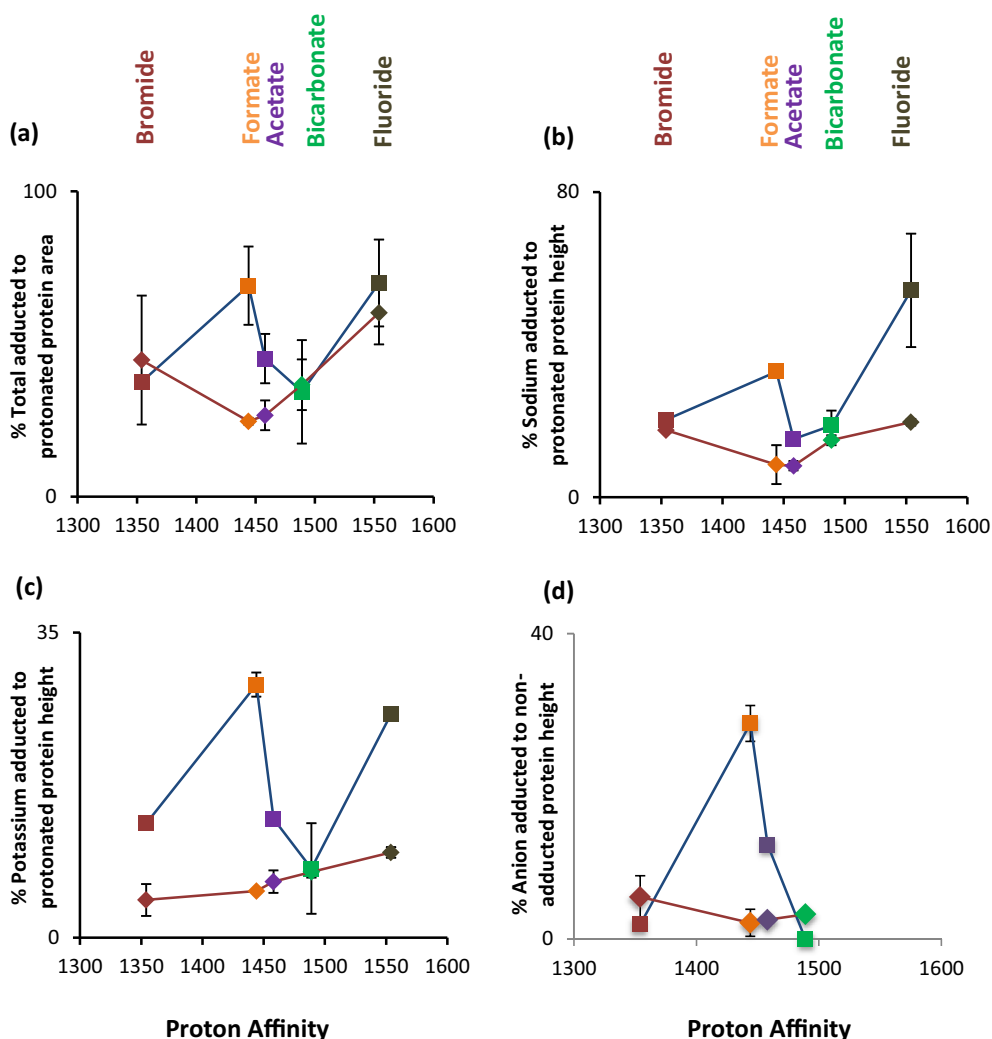 Bromide
Formate
Acetate
Bicarbonate
Fluoride
Bromide
Formate
Acetate
Bicarbonate
Fluoride
(a)
% Total adducted to
protonated protein area
100
0
1300 1350 1400 1450 1500 1550 1600
(b)
% Sodium adducted to
protonated protein height
80
0
1300 1350 1400 1450 1500 1550 1600
(c)
% Potassium adducted to
protonated protein height
35
0
1300 1350 1400 1450 1500 1550 1600
Proton Affinity
(d)
% Anion adducted to non-
adducted protein height
40
0
1300 1400 1500 1600
Proton Affinity